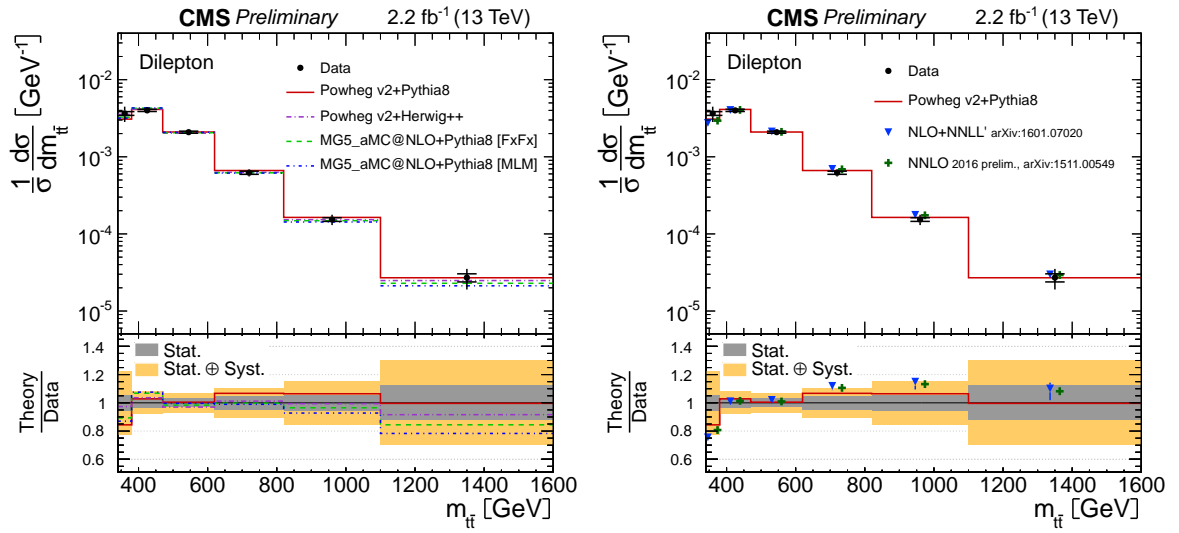 CMS Preliminary 2.2 fb⁻¹ (13 TeV)
1/σ dσ/dm_tt̄ [GeV⁻¹]
10⁻²
10⁻³
10⁻⁴
10⁻⁵
Dilepton
Data
Powheg v2+Pythia8
Powheg v2+Herwig++
MG5_aMC@NLO+Pythia8 [FxFx]
MG5_aMC@NLO+Pythia8 [MLM]
Theory
Data
1.4
1.2
1
0.8
0.6
Stat.
Stat. ⊕ Syst.
400 600 800 1000 1200 1400 1600
m_tt̄ [GeV]
CMS Preliminary 2.2 fb⁻¹ (13 TeV)
1/σ dσ/dm_tt̄ [GeV⁻¹]
10⁻²
10⁻³
10⁻⁴
10⁻⁵
Dilepton
Data
Powheg v2+Pythia8
NLO+NNLL' arXiv:1601.07020
NNLO 2016 prelim., arXiv:1511.00549
Theory
Data
1.4
1.2
1
0.8
0.6
Stat.
Stat. ⊕ Syst.
400 600 800 1000 1200 1400 1600
m_tt̄ [GeV]